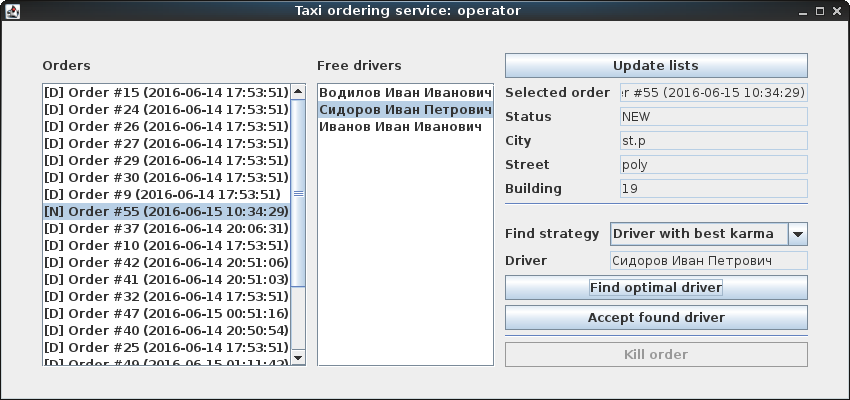 Taxi ordering service: operator
Orders
[D] Order #15 (2016-06-14 17:53:51)
[D] Order #24 (2016-06-14 17:53:51)
[D] Order #26 (2016-06-14 17:53:51)
[D] Order #27 (2016-06-14 17:53:51)
[D] Order #29 (2016-06-14 17:53:51)
[D] Order #30 (2016-06-14 17:53:51)
[D] Order #9 (2016-06-14 17:53:51)
[N] Order #55 (2016-06-15 10:34:29)
[D] Order #37 (2016-06-14 20:06:31)
[D] Order #10 (2016-06-14 17:53:51)
[D] Order #42 (2016-06-14 20:51:06)
[D] Order #41 (2016-06-14 20:51:03)
[D] Order #32 (2016-06-14 17:53:51)
[D] Order #47 (2016-06-15 00:51:16)
[D] Order #40 (2016-06-14 20:50:54)
[D] Order #25 (2016-06-14 17:53:51)
[D] Order #49 (2016-06-15 01:11:42)
Free drivers
Водилов Иван Иванович
Сидоров Иван Петрович
Иванов Иван Иванович
Update lists
Selected order r #55 (2016-06-15 10:34:29)
Status NEW
City st.p
Street poly
Building 19
Find strategy Driver with best karma
Driver Сидоров Иван Петрович
Find optimal driver
Accept found driver
Kill order